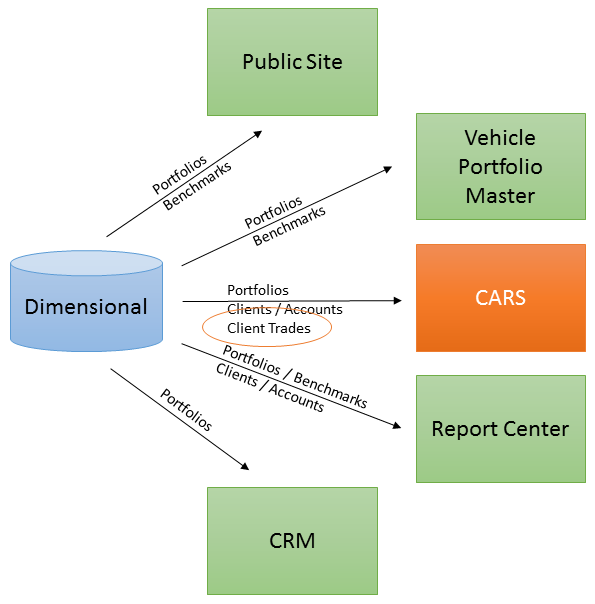 Public Site
Portfolios
Benchmarks
Vehicle
Portfolio
Master
Portfolios
Benchmarks
Dimensional
Portfolios
Clients / Accounts
Client Trades
CARS
Portfolios / Benchmarks
Clients / Accounts
Report Center
Portfolios
CRM